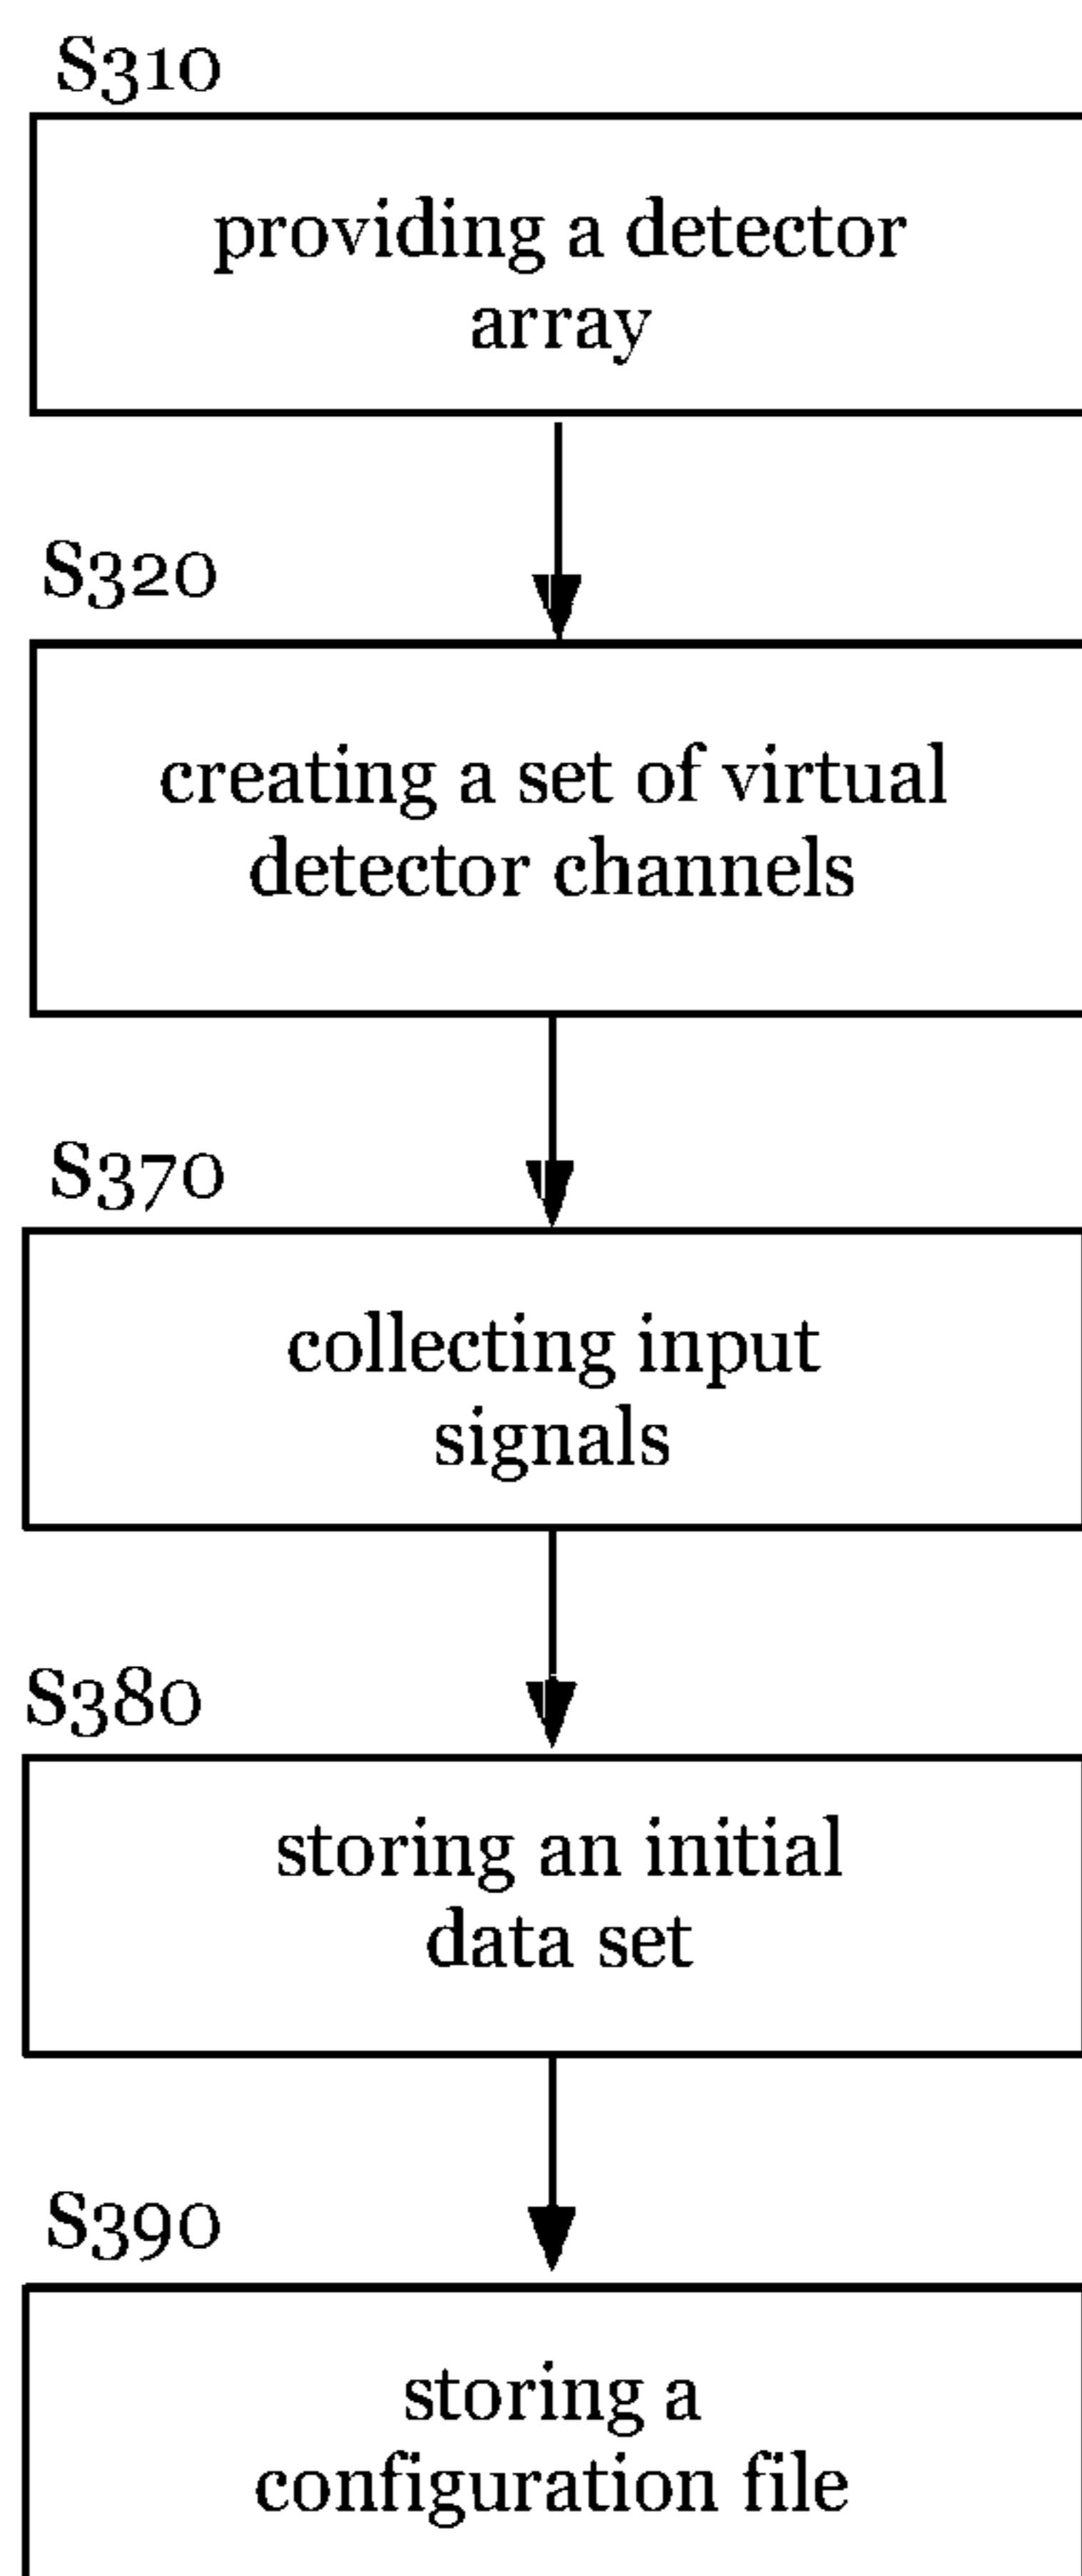 S310
providing a detector
array
S320
creating a set of virtual
detector channels
S370
collecting input
signals
S380
storing an initial
data set
S390
storing a
configuration file